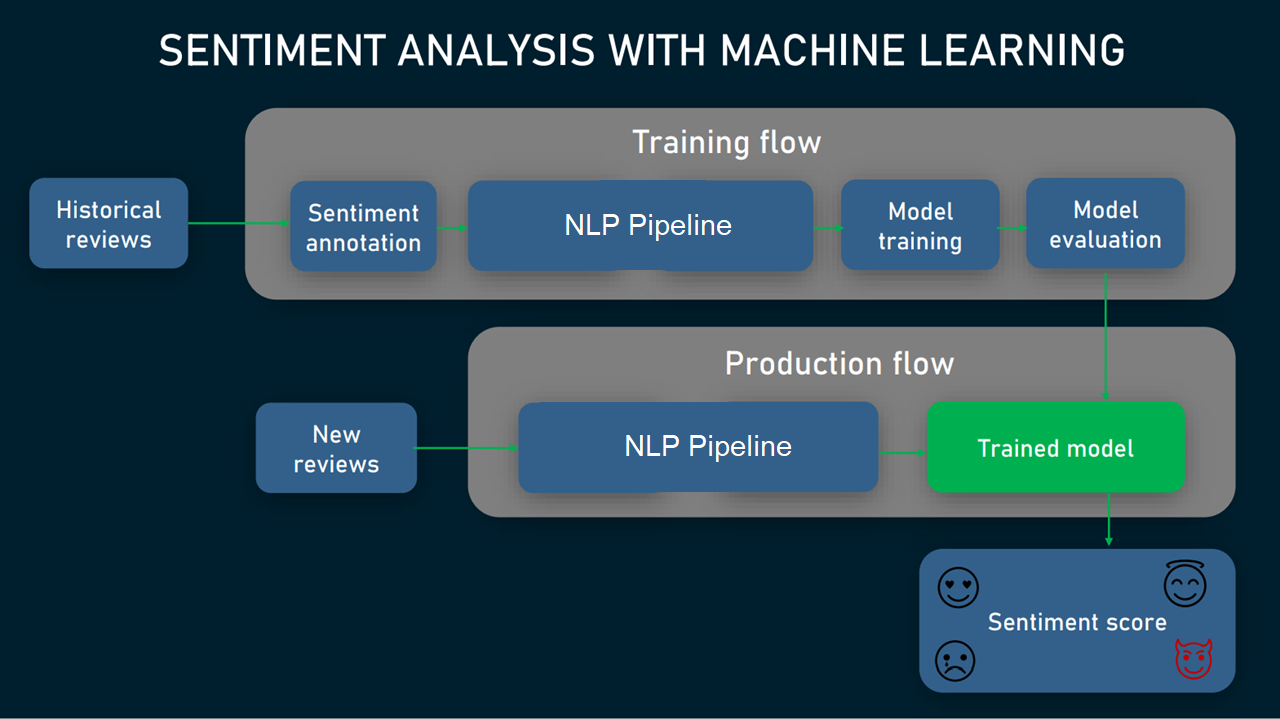 SENTIMENT ANALYSIS WITH MACHINE LEARNING
Training flow
Historical
reviews
Sentiment
annotation
NLP Pipeline
Model
training
Model
evaluation
Production flow
New
reviews
NLP Pipeline
Trained model
Sentiment score